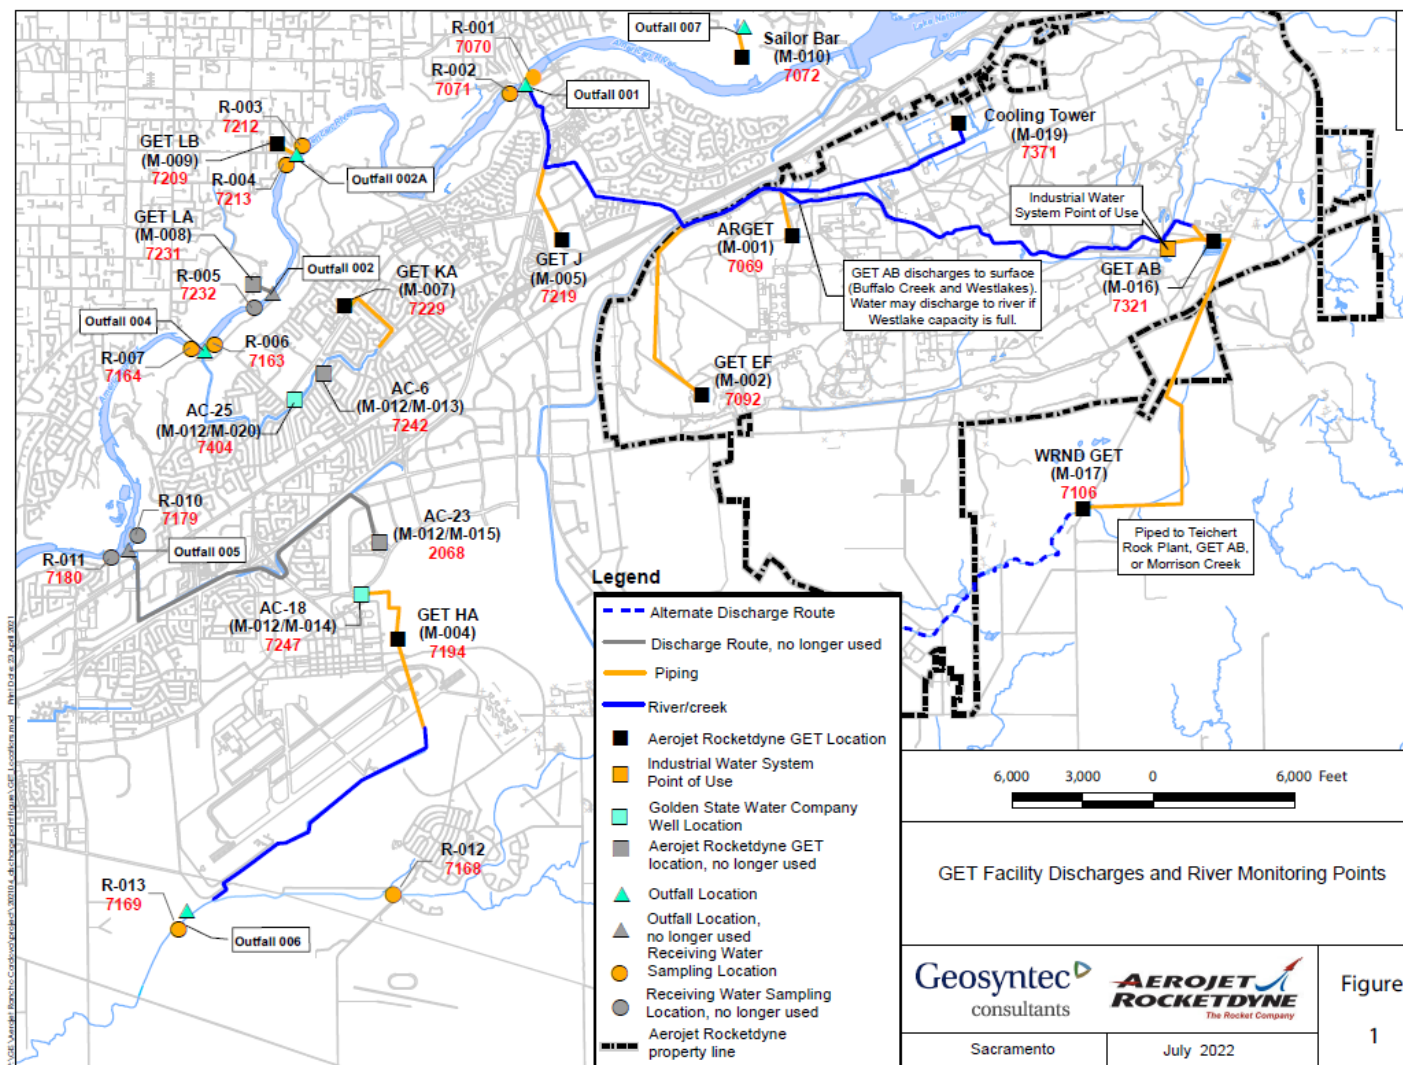 Outfall 007
Sailor Bar
(M-010)
7072
R-001
7070
R-002
7071
Outfall 001
R-003
7212
GET LB
(M-009)
7209
R-004
7213
Outfall 002A
GET LA
(M-008)
7231
R-005
7232
Outfall 002
GET KA
(M-007)
7229
GET J
(M-005)
7219
Cooling Tower
(M-019)
7371
Industrial Water
System Point of Use
ARGET
(M-001)
7069
GET AB
(M-016)
7321
GET AB discharges to surface
(Buffalo Creek and Westlakes).
Water may discharge to river if
Westlake capacity is full.
Outfall 004
R-007
7164
R-006
7163
GET EF
(M-002)
7092
AC-6
(M-012/M-013)
7242
AC-25
(M-012/M-020)
7404
WRND GET
(M-017)
7106
Piped to Teichert
Rock Plant, GET AB,
or Morrison Creek
R-010
7179
R-011
7180
Outfall 005
AC-23
(M-012/M-015)
2068
AC-18
(M-012/M-014)
7247
GET HA
(M-004)
7194
R-012
7168
R-013
7169
Outfall 006
Legend
Alternate Discharge Route
Discharge Route, no longer used
Piping
River/creek
Aerojet Rocketdyne GET Location
Industrial Water System
Point of Use
Golden State Water Company
Well Location
Aerojet Rocketdyne GET
location, no longer used
Outfall Location
Outfall Location,
no longer used
Receiving Water
Sampling Location
Receiving Water Sampling
Location, no longer used
Aerojet Rocketdyne
property line
6,000 3,000 0 6,000 Feet
GET Facility Discharges and River Monitoring Points
Geosyntec
consultants
AEROJET
ROCKETDYNE
The Rocket Company
Figure
1
Sacramento
July 2022
Print Date: 23 April 2021